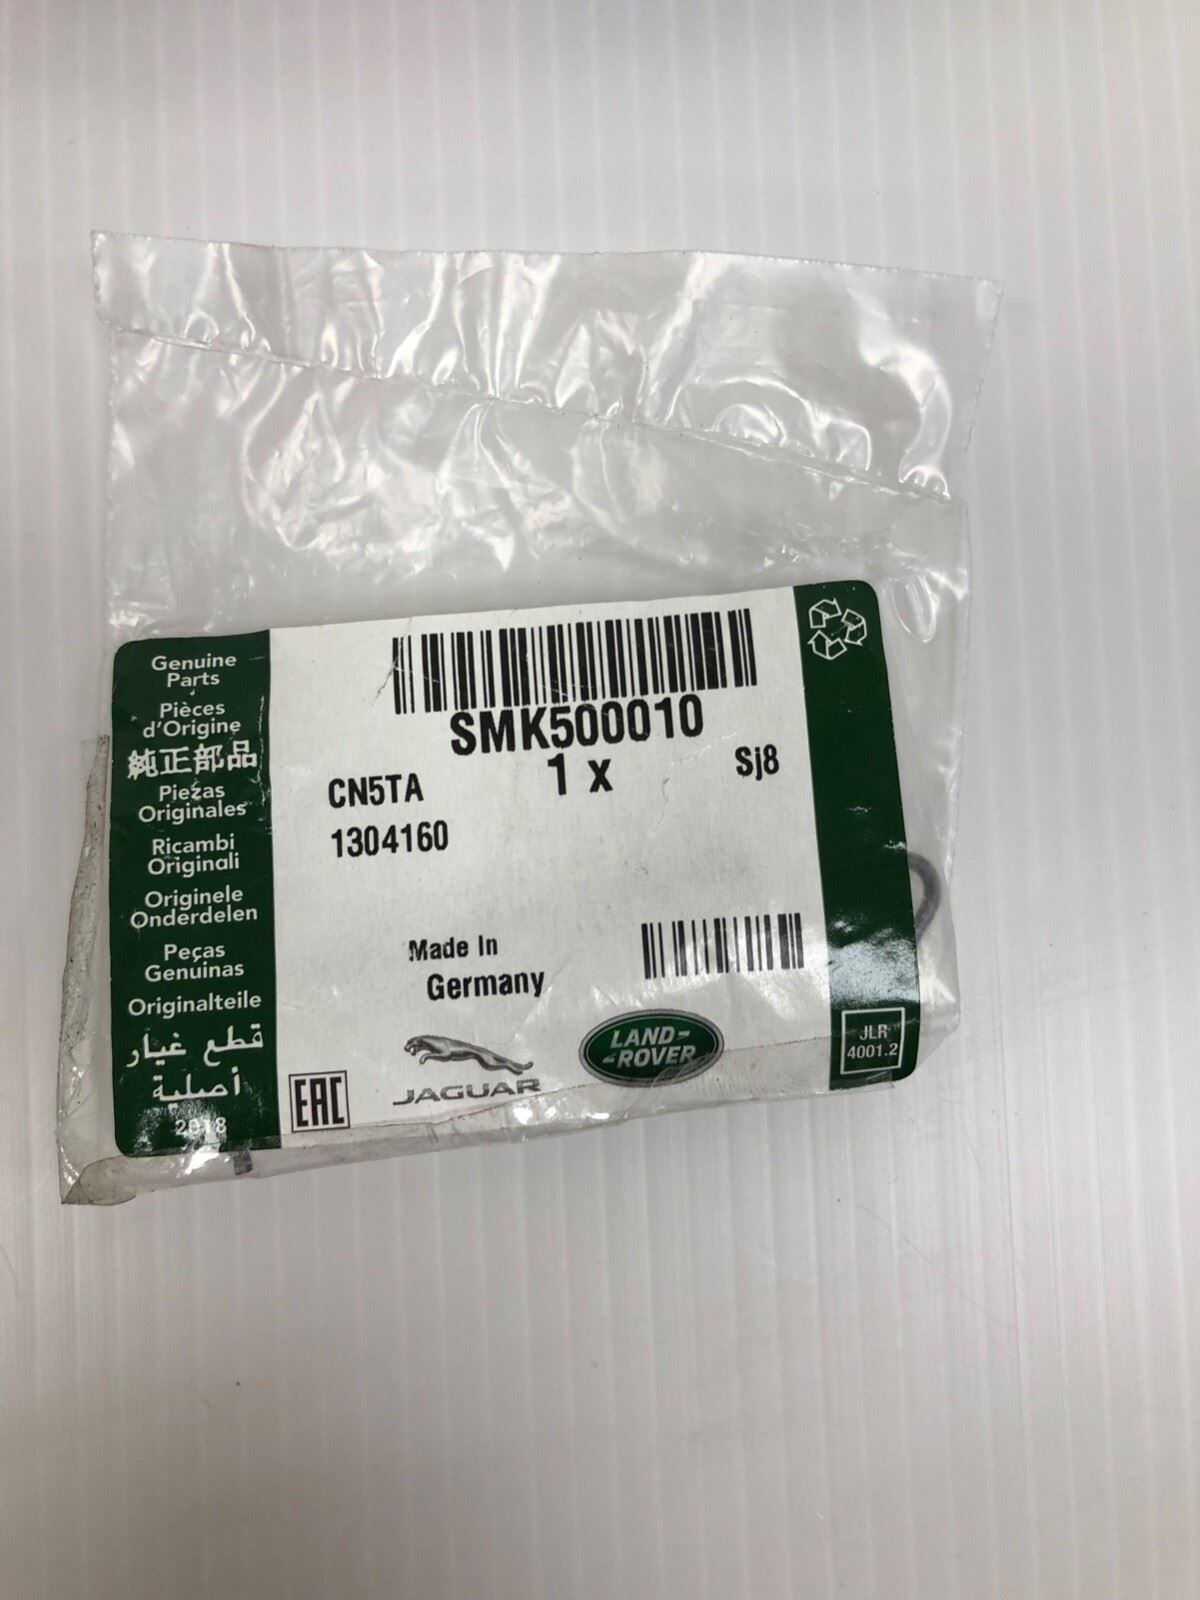 Genuine
Parts
Pièces
d'Origine
純正部品
Piezas
Originales
Ricambi
Originali
Originele
Onderdelen
Peças
Genuinas
Originalteile
قطع غيار
أصلية
2018
SMK500010
1 x
Sj8
CN5TA
1304160
Made In
Germany
EAC
JAGUAR
LAND-
-ROVER
JLR
4001.2